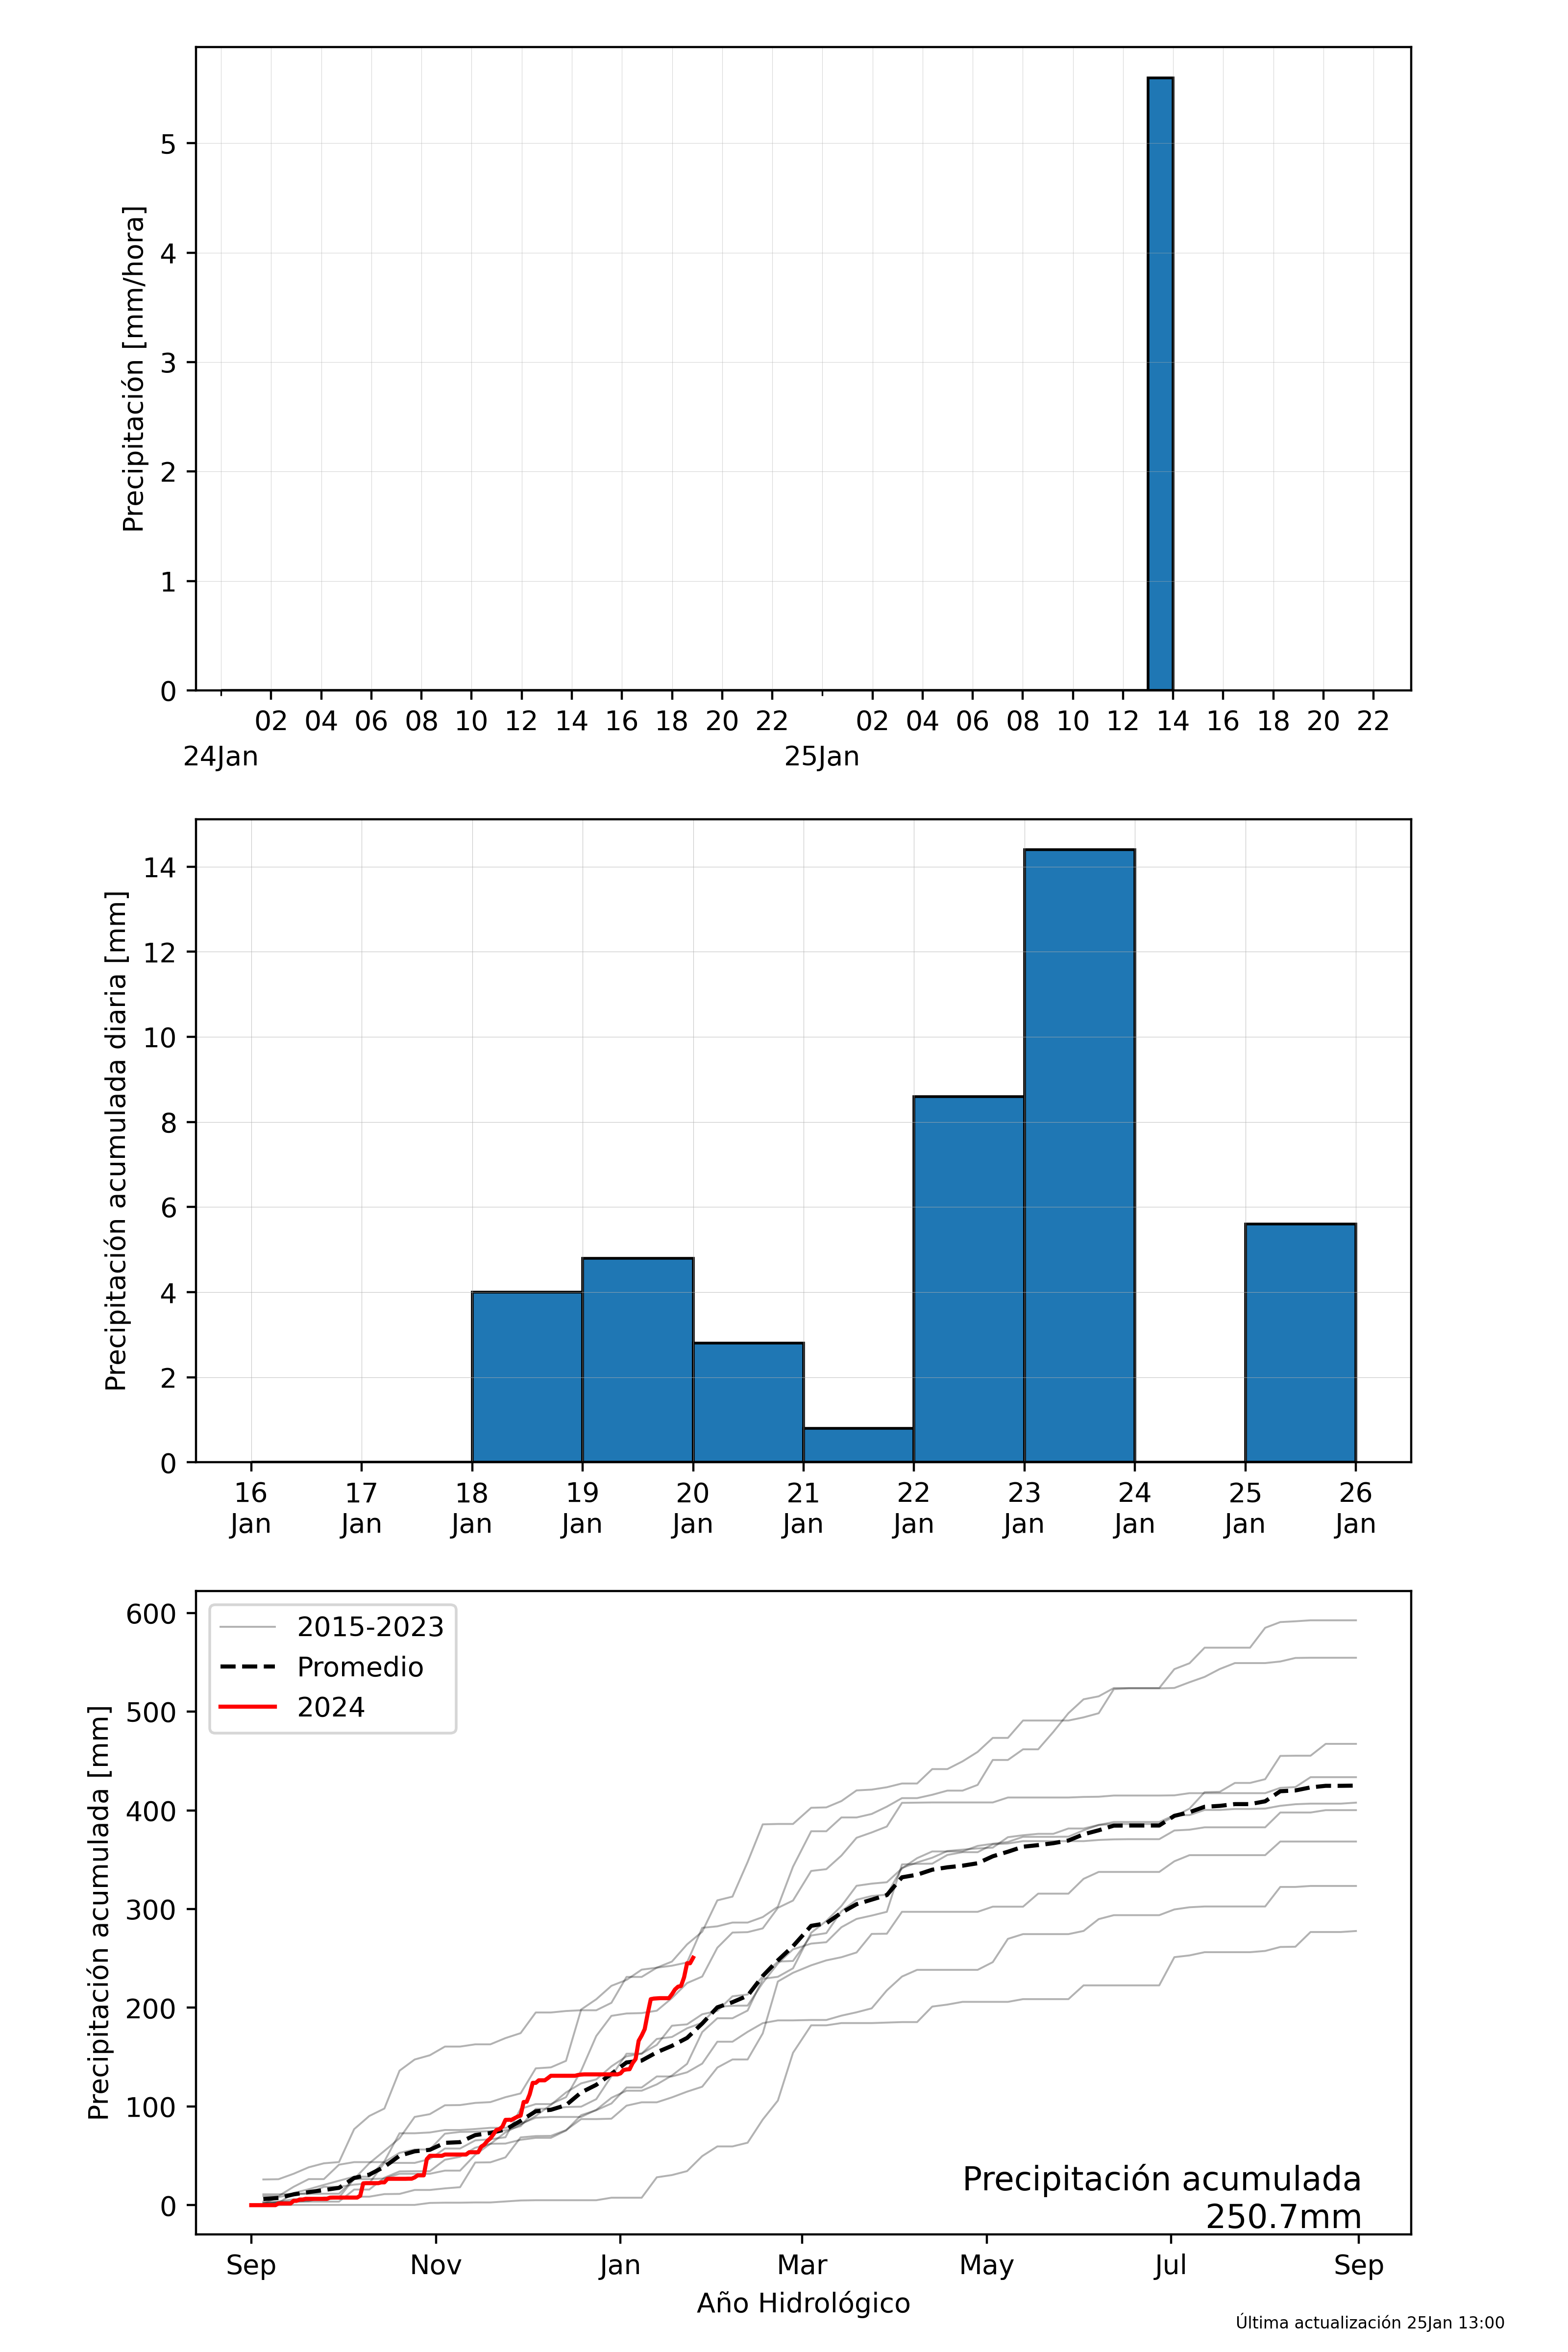 Precipitación [mm/hora]
5
4
3
2
1
0
02 04 06 08 10 12 14 16 18 20 22 02 04 06 08 10 12 14 16 18 20 22
24Jan 25Jan
Precipitación acumulada diaria [mm]
14
12
10
8
6
4
2
0
16 17 18 19 20 21 22 23 24 25 26
Jan Jan Jan Jan Jan Jan Jan Jan Jan Jan Jan
Precipitación acumulada [mm]
600
500
400
300
200
100
0
2015-2023
Promedio
2024
Precipitación acumulada
250.7mm
Sep Nov Jan Mar May Jul Sep
Año Hidrológico
Última actualización 25Jan 13:00